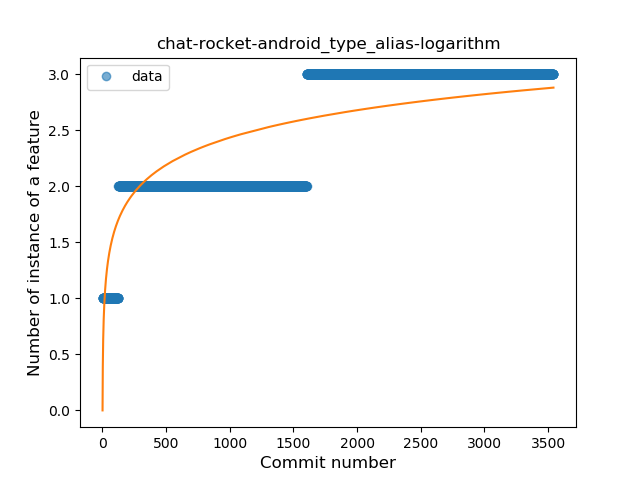 chat-rocket-android_type_alias-logarithm
data
Number of instance of a feature
3.0
2.5
2.0
1.5
1.0
0.5
0.0
0 500 1000 1500 2000 2500 3000 3500
Commit number